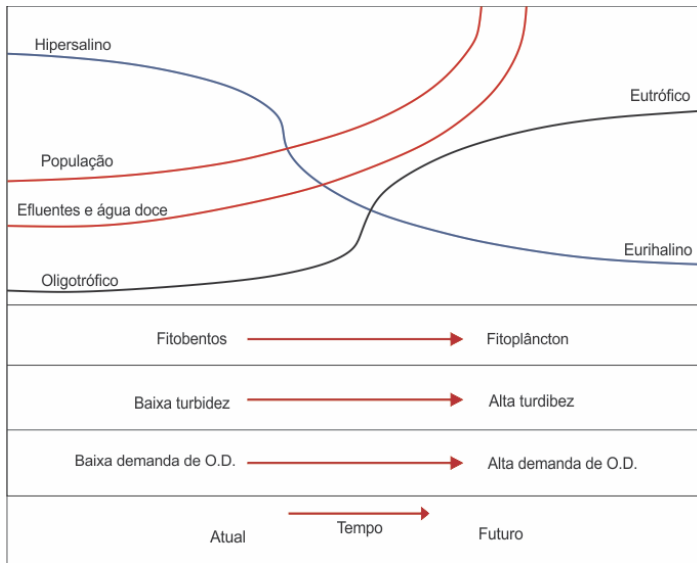 Hipersalino
Eutrófico
População
Efluentes e água doce
Eurihalino
Oligotrófico
Fitobentos
Fitoplâncton
Baixa turbidez
Alta turdibez
Baixa demanda de O.D.
Alta demanda de O.D.
Atual
Tempo
Futuro